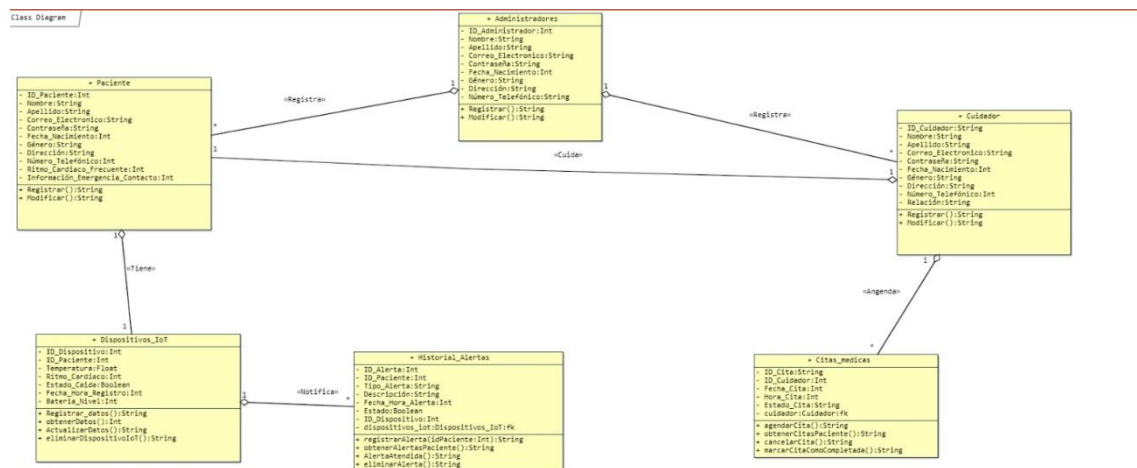 Class Diagram
+ Administradores
- ID_Administrador:Int
- Nombre:String
- Apellido:String
- Correo_Electronico:String
- Contraseña:String
- Fecha_Nacimiento:Int
- Género:String
- Dirección:String
- Número_Telefónico:String
+ Registrar():String
+ Modificar():String
+ Paciente
- ID_Paciente:Int
- Nombre:String
- Apellido:String
- Correo_Electronico:String
- Contraseña:String
- Fecha_Nacimiento:Int
- Género:String
- Dirección:String
- Número_Telefónico:Int
- Ritmo_Cardiaco_Frecuente:Int
- Información_Emergencia_Contacto:Int
+ Registrar():String
+ Modificar():String
1
«Registra»
*
1
«Registra»
*
1
«Cuida»
1
+ Cuidador
- ID_Cuidador:String
- Nombre:String
- Apellido:String
- Correo_Electronico:String
- Contraseña:String
- Fecha_Nacimiento:Int
- Género:String
- Dirección:String
- Número_Telefónico:Int
- Relación:String
+ Registrar():String
+ Modificar():String
1
«Tiene»
1
1
«Angenda»
*
+ Dispositivos_IoT
- ID_Dispositivo:Int
- ID_Paciente:Int
- Temperatura:Float
- Ritmo_Cardiaco:Int
- Estado_Caide:Boolean
- Fecha_Hora_Registro:Int
- Bateria_Nivel:Int
+ Registrar_datos():String
+ obtenerDatos():Int
+ ActualizarDatos():String
+ eliminarDispositivoIoT():String
1
«Notifica»
*
+ Historial_Alertas
- ID_Alerta:Int
- ID_Paciente:Int
- Tipo_Alerta:String
- Descripción:String
- Fecha_Hora_Alerta:Int
- Estado:Boolean
- ID_Dispositivo:Int
- dispositivos_iot:Dispositivos_IoT:fk
+ registrarAlerta(idPaciente:Int):String
+ obtenerAlertasPaciente():String
+ AlertaAtendida():String
+ eliminarAlerta():String
+ Citas_medicas
- ID_Cita:String
- ID_Cuidador:Int
- Fecha_Cita:Int
- Hora_Cita:Int
- Estado_Cita:String
- cuidador:Cuidador:fk
+ agendarCita():String
+ obtenerCitasPaciente():String
+ cancelarCita():String
+ marcarCitaComoCompletada():String